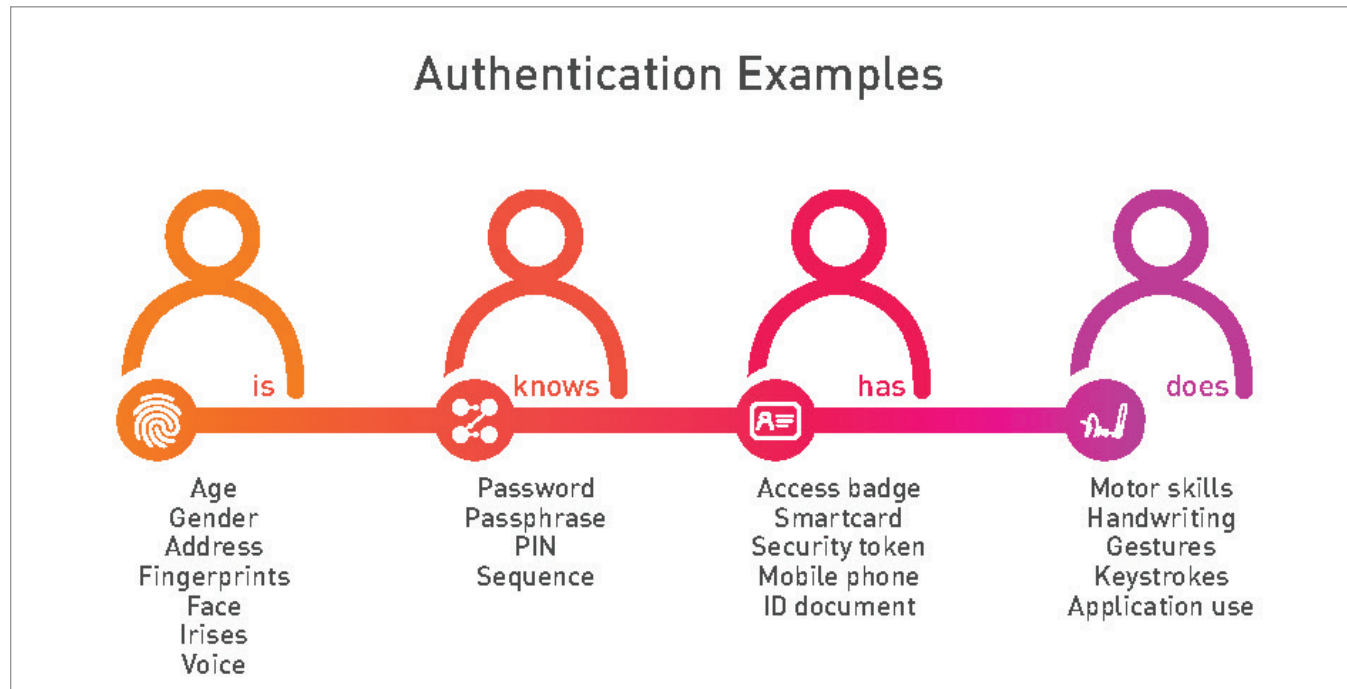 Authentication Examples
is
knows
has
does
Age
Gender
Address
Fingerprints
Face
Irises
Voice
Password
Passphrase
PIN
Sequence
Access badge
Smartcard
Security token
Mobile phone
ID document
Motor skills
Handwriting
Gestures
Keystrokes
Application use